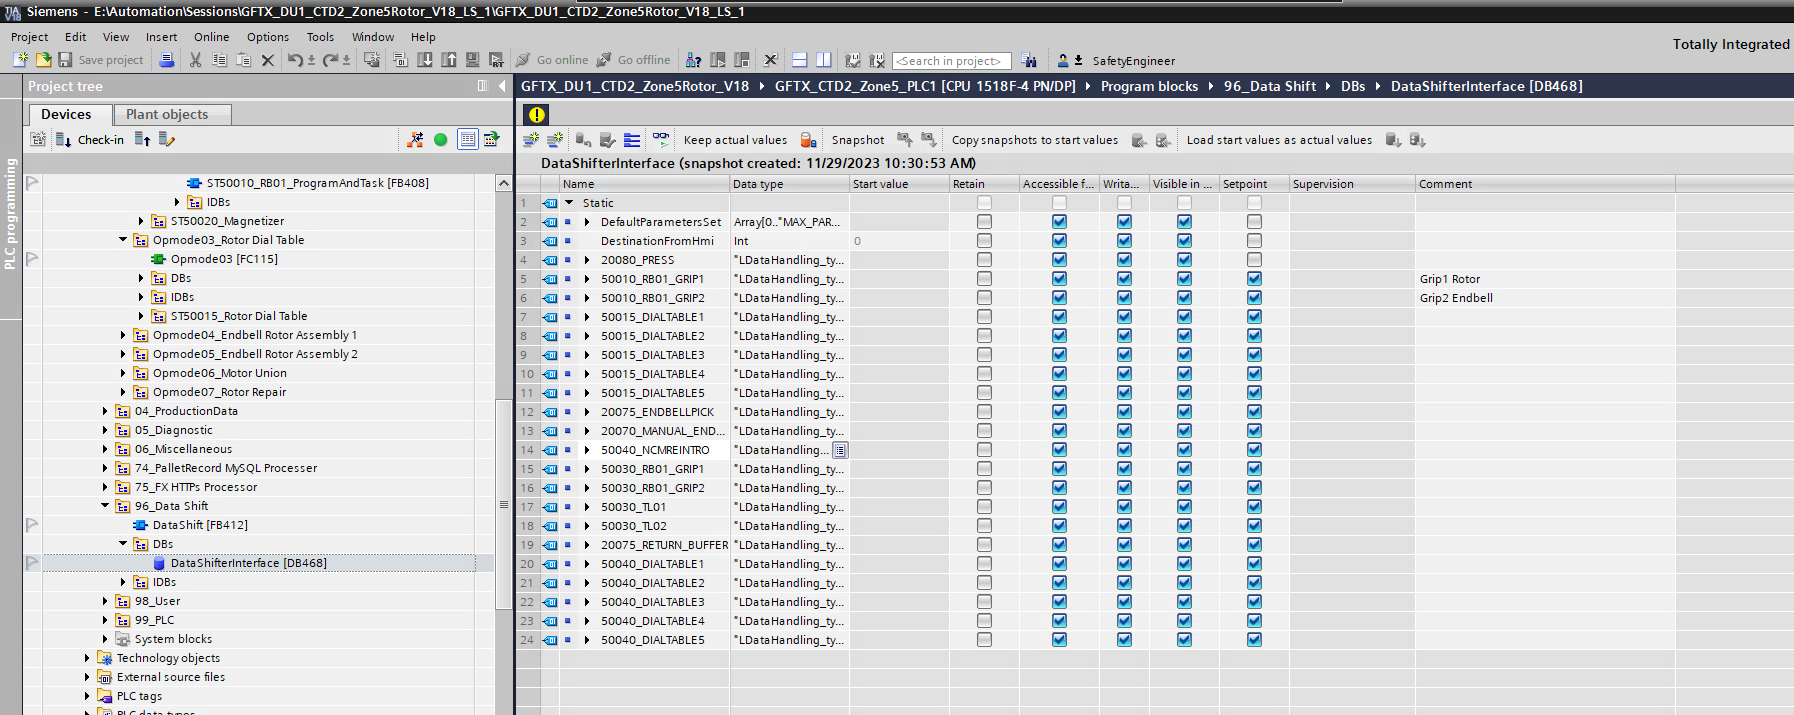 Siemens - E:\Automation\Sessions\GFTX_DU1_CTD2_Zone5Rotor_V18_LS_1\GFTX_DU1_CTD2_Zone5Rotor_V18_LS_1
Project Edit View Insert Online Options Tools Window Help
Totally Integrated
Save project Go online Go offline <Search in project> SafetyEngineer
Project tree
GFTX_DU1_CTD2_Zone5Rotor_V18 GFTX_CTD2_Zone5_PLC1 [CPU 1518F-4 PN/DP] Program blocks 96_Data Shift DBs DataShifterInterface [DB468]
Devices Plant objects
Check-in
PLC programming
ST50010_RB01_ProgramAndTask [FB408]
IDBs
ST50020_Magnetizer
Opmode03_Rotor Dial Table
Opmode03 [FC115]
DBs
IDBs
ST50015_Rotor Dial Table
Opmode04_Endbell Rotor Assembly 1
Opmode05_Endbell Rotor Assembly 2
Opmode06_Motor Union
Opmode07_Rotor Repair
04_ProductionData
05_Diagnostic
06_Miscellaneous
74_PalletRecord MySQL Processer
75_FX HTTPs Processor
96_Data Shift
DataShift [FB412]
DBs
DataShifterInterface [DB468]
IDBs
98_User
99_PLC
System blocks
Technology objects
External source files
PLC tags
PLC data types
Keep actual values Snapshot Copy snapshots to start values Load start values as actual values
DataShifterInterface (snapshot created: 11/29/2023 10:30:53 AM)
Name Data type Start value Retain Accessible f... Writa... Visible in ... Setpoint Supervision Comment
1 Static
2 DefaultParametersSet Array[0.."MAX_PAR...
3 DestinationFromHmi Int 0
4 20080_PRESS "LDataHandling_ty...
5 50010_RB01_GRIP1 "LDataHandling_ty... Grip1 Rotor
6 50010_RB01_GRIP2 "LDataHandling_ty... Grip2 Endbell
7 50015_DIALTABLE1 "LDataHandling_ty...
8 50015_DIALTABLE2 "LDataHandling_ty...
9 50015_DIALTABLE3 "LDataHandling_ty...
10 50015_DIALTABLE4 "LDataHandling_ty...
11 50015_DIALTABLE5 "LDataHandling_ty...
12 20075_ENDBELLPICK "LDataHandling_ty...
13 20070_MANUAL_END... "LDataHandling_ty...
14 50040_NCMREINTRO "LDataHandling...
15 50030_RB01_GRIP1 "LDataHandling_ty...
16 50030_RB01_GRIP2 "LDataHandling_ty...
17 50030_TL01 "LDataHandling_ty...
18 50030_TL02 "LDataHandling_ty...
19 20075_RETURN_BUFFER "LDataHandling_ty...
20 50040_DIALTABLE1 "LDataHandling_ty...
21 50040_DIALTABLE2 "LDataHandling_ty...
22 50040_DIALTABLE3 "LDataHandling_ty...
23 50040_DIALTABLE4 "LDataHandling_ty...
24 50040_DIALTABLE5 "LDataHandling_ty...